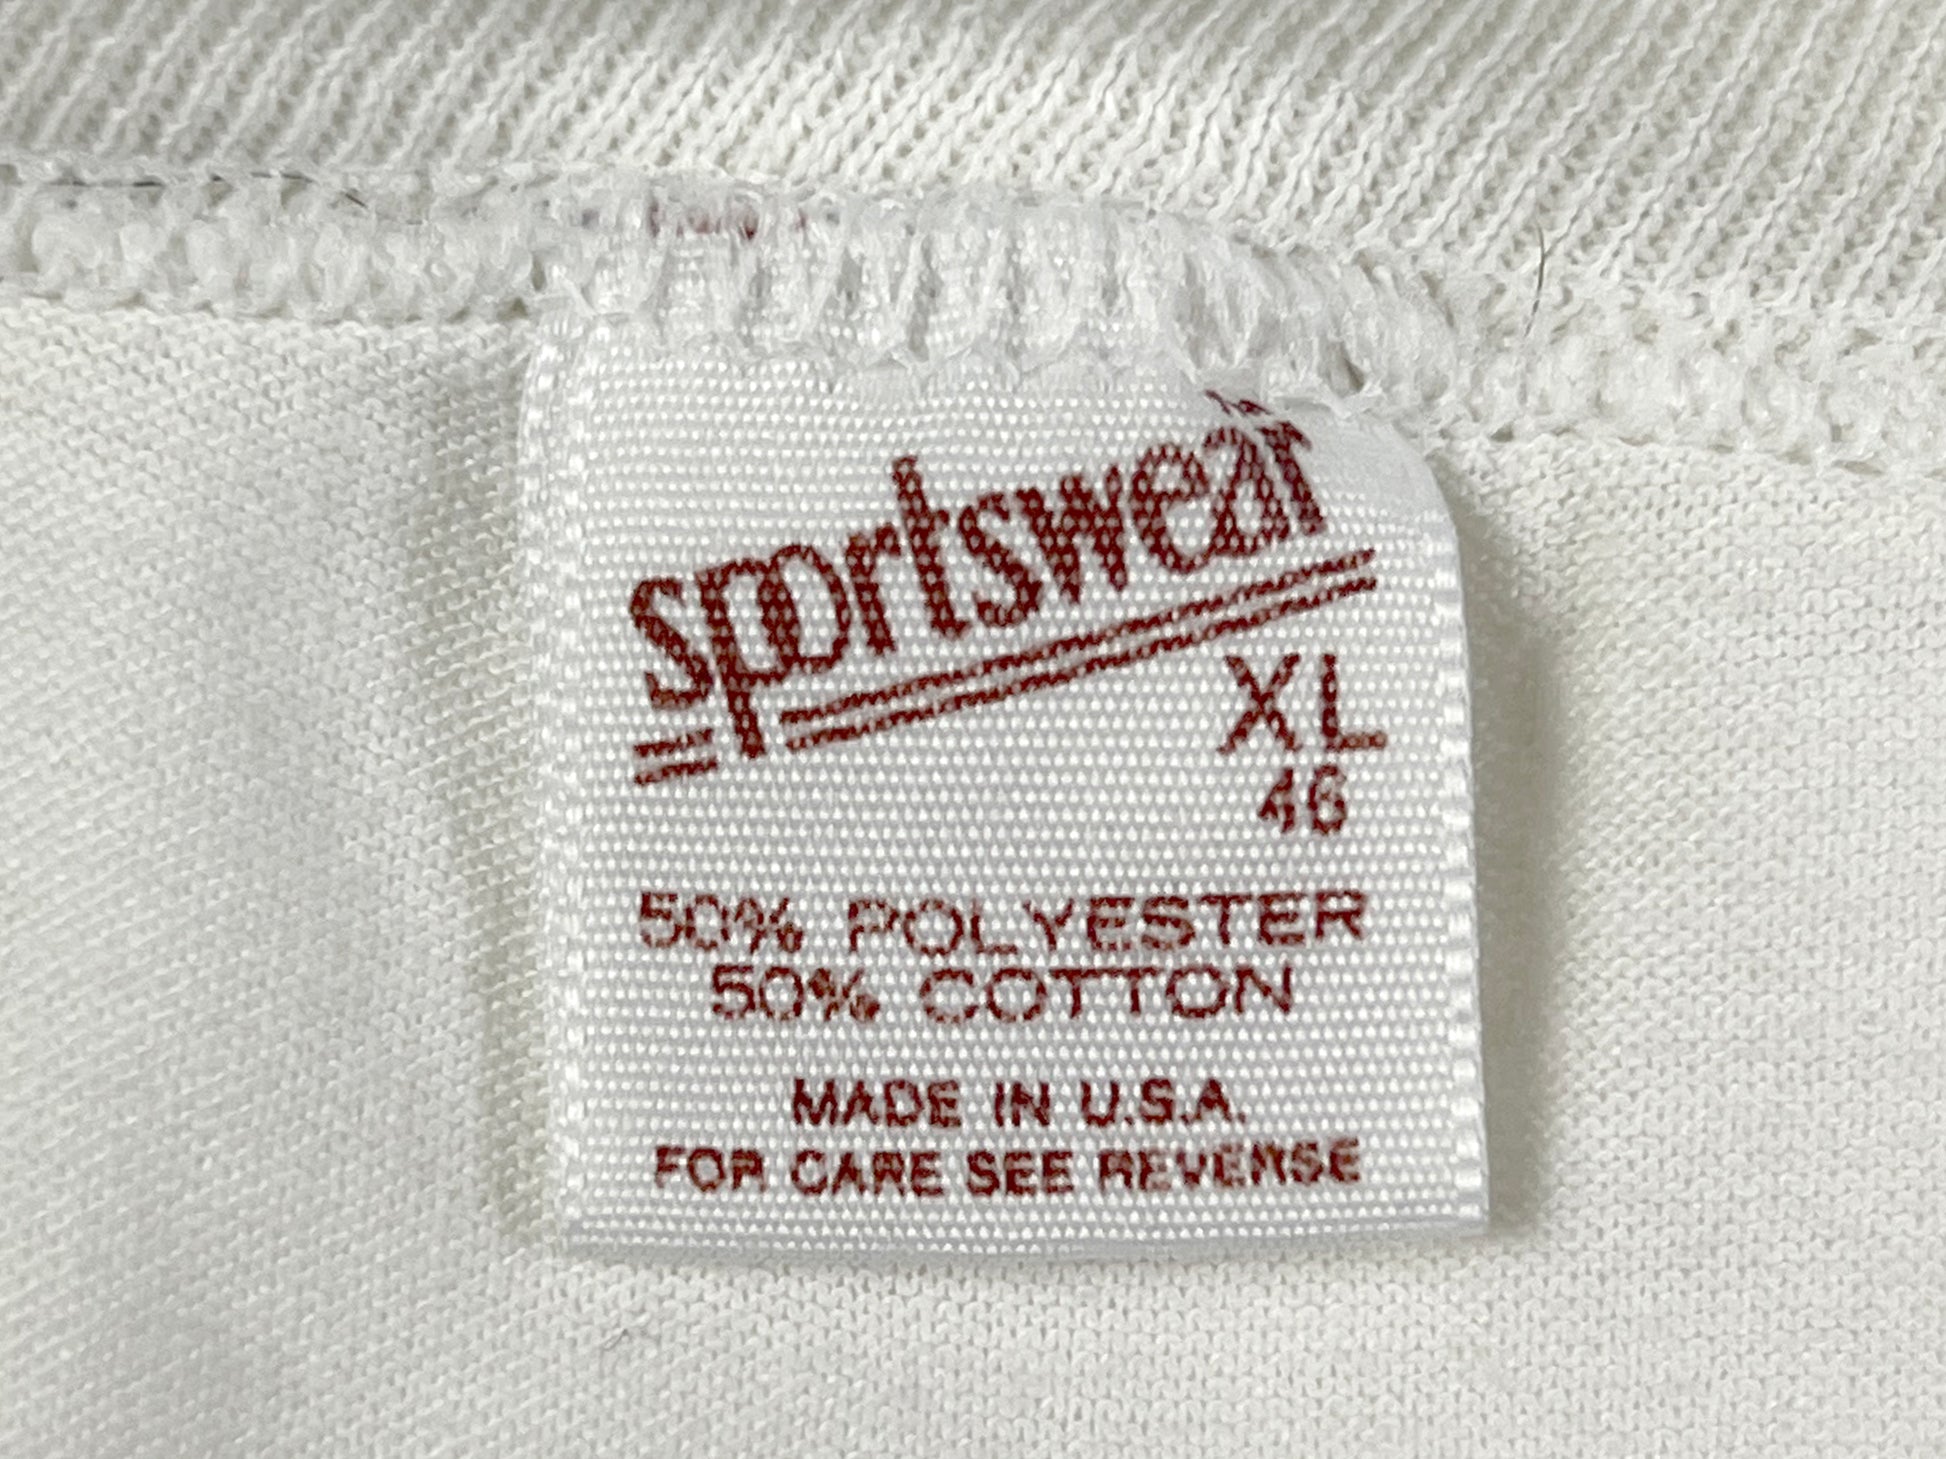 sportswear
XL
46
50% POLYESTER
50% COTTON
MADE IN U.S.A.
FOR CARE SEE REVERSE